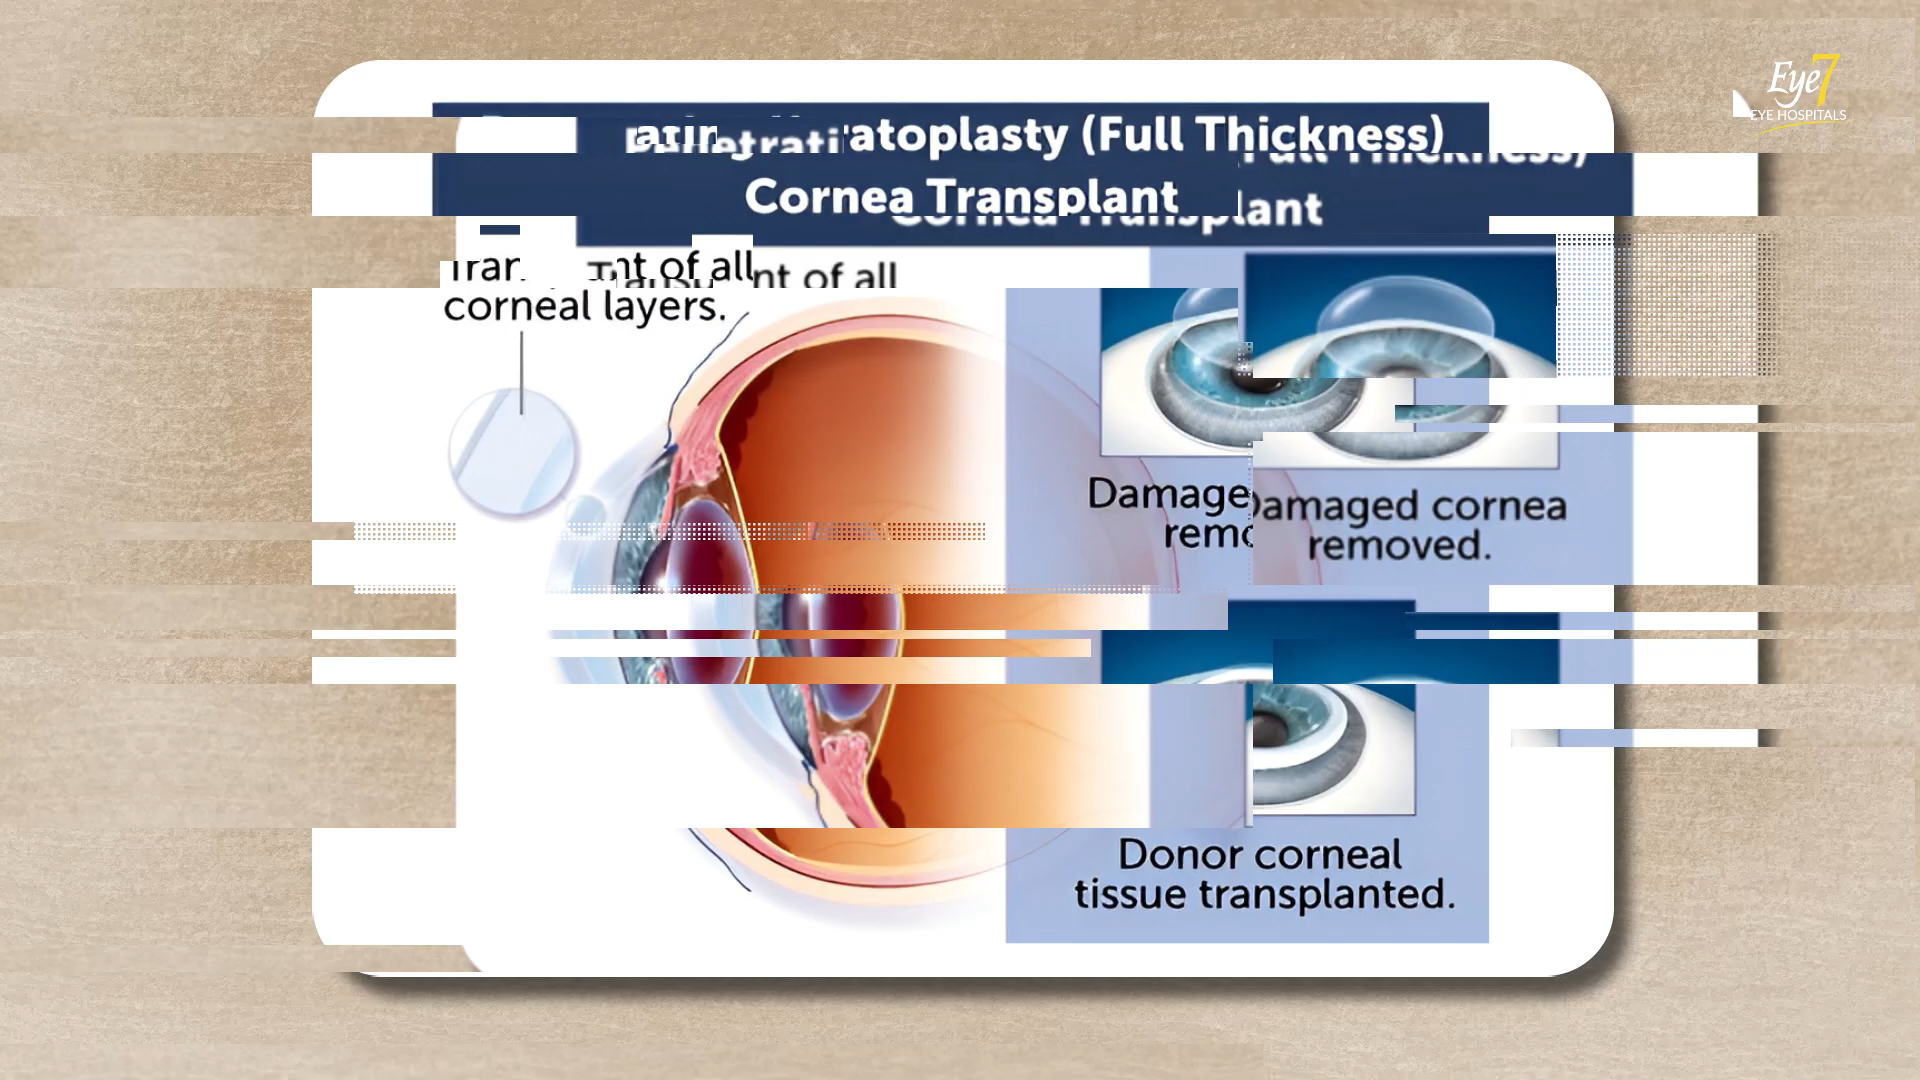 Eye7
EYE HOSPITALS
atoplasty (Full Thickness)
Cornea Transplant
nt of all
corneal layers.
Damaged cornea
removed.
Donor corneal
tissue transplanted.